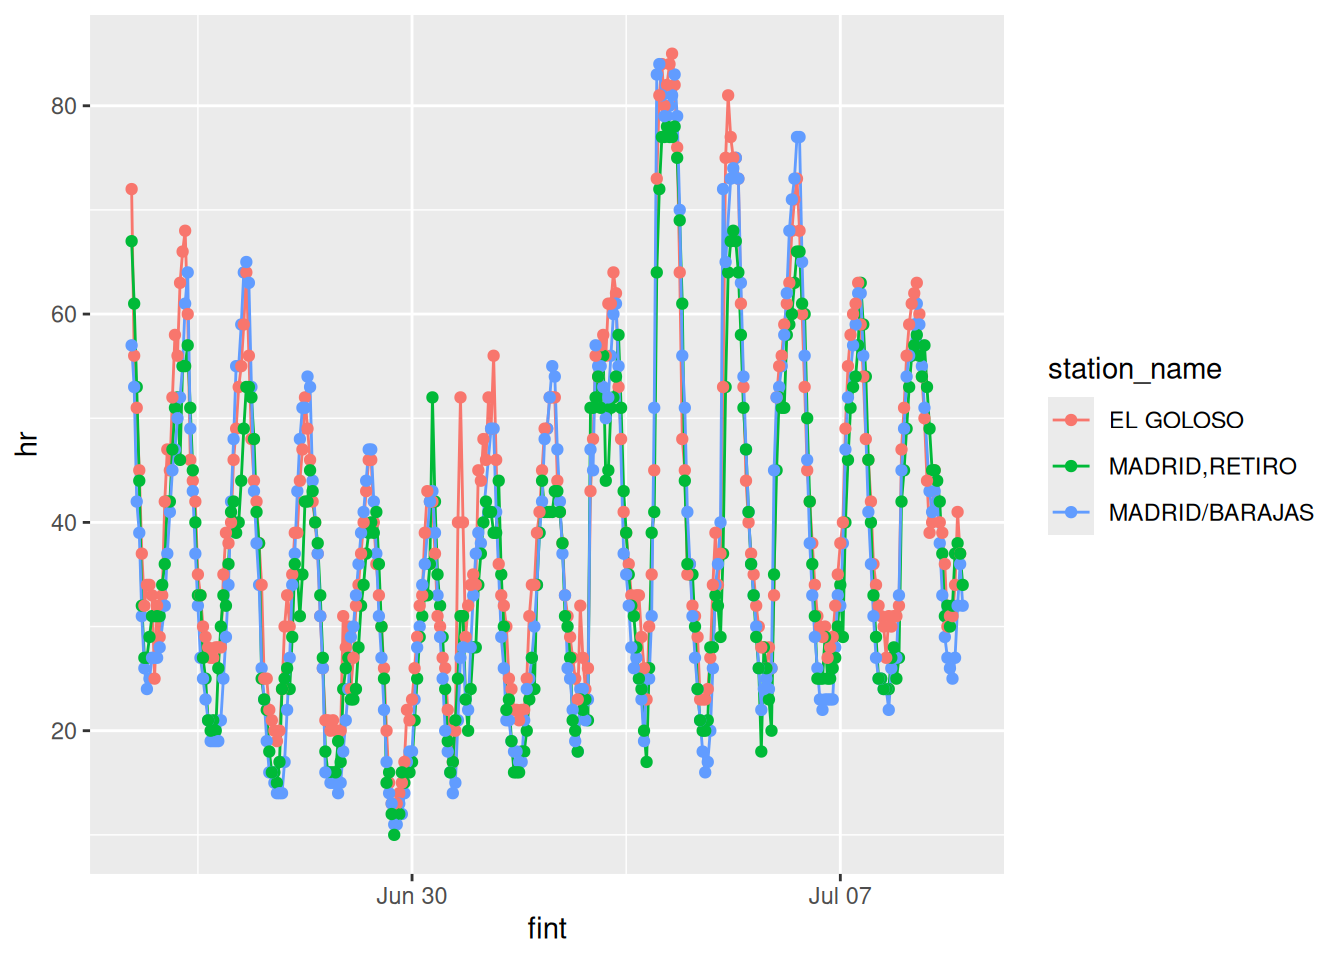 80
60
40
20
hr
Jun 30
Jul 07
fint
station_name
EL GOLOSO
MADRID,RETIRO
MADRID/BARAJAS